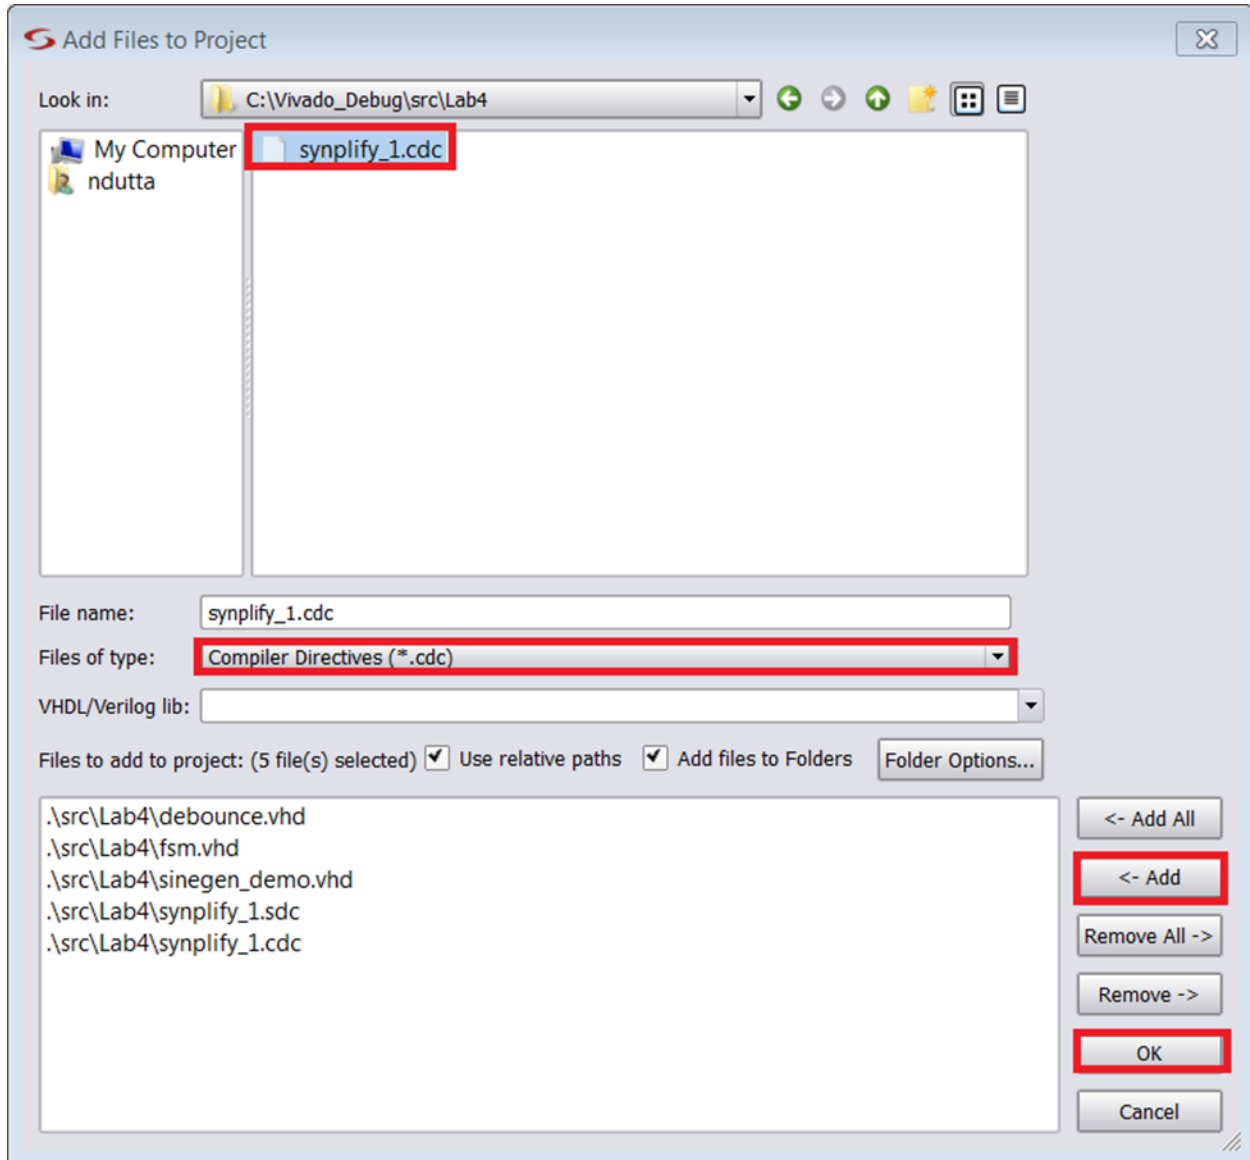 Add Files to Project
Look in: C:\Vivado_Debug\src\Lab4
My Computer
ndutta
synplify_1.cdc
File name: synplify_1.cdc
Files of type: Compiler Directives (*.cdc)
VHDL/Verilog lib:
Files to add to project: (5 file(s) selected) Use relative paths Add files to Folders Folder Options...
.\src\Lab4\debounce.vhd
.\src\Lab4\fsm.vhd
.\src\Lab4\sinegen_demo.vhd
.\src\Lab4\synplify_1.sdc
.\src\Lab4\synplify_1.cdc
<- Add All
<- Add
Remove All ->
Remove ->
OK
Cancel